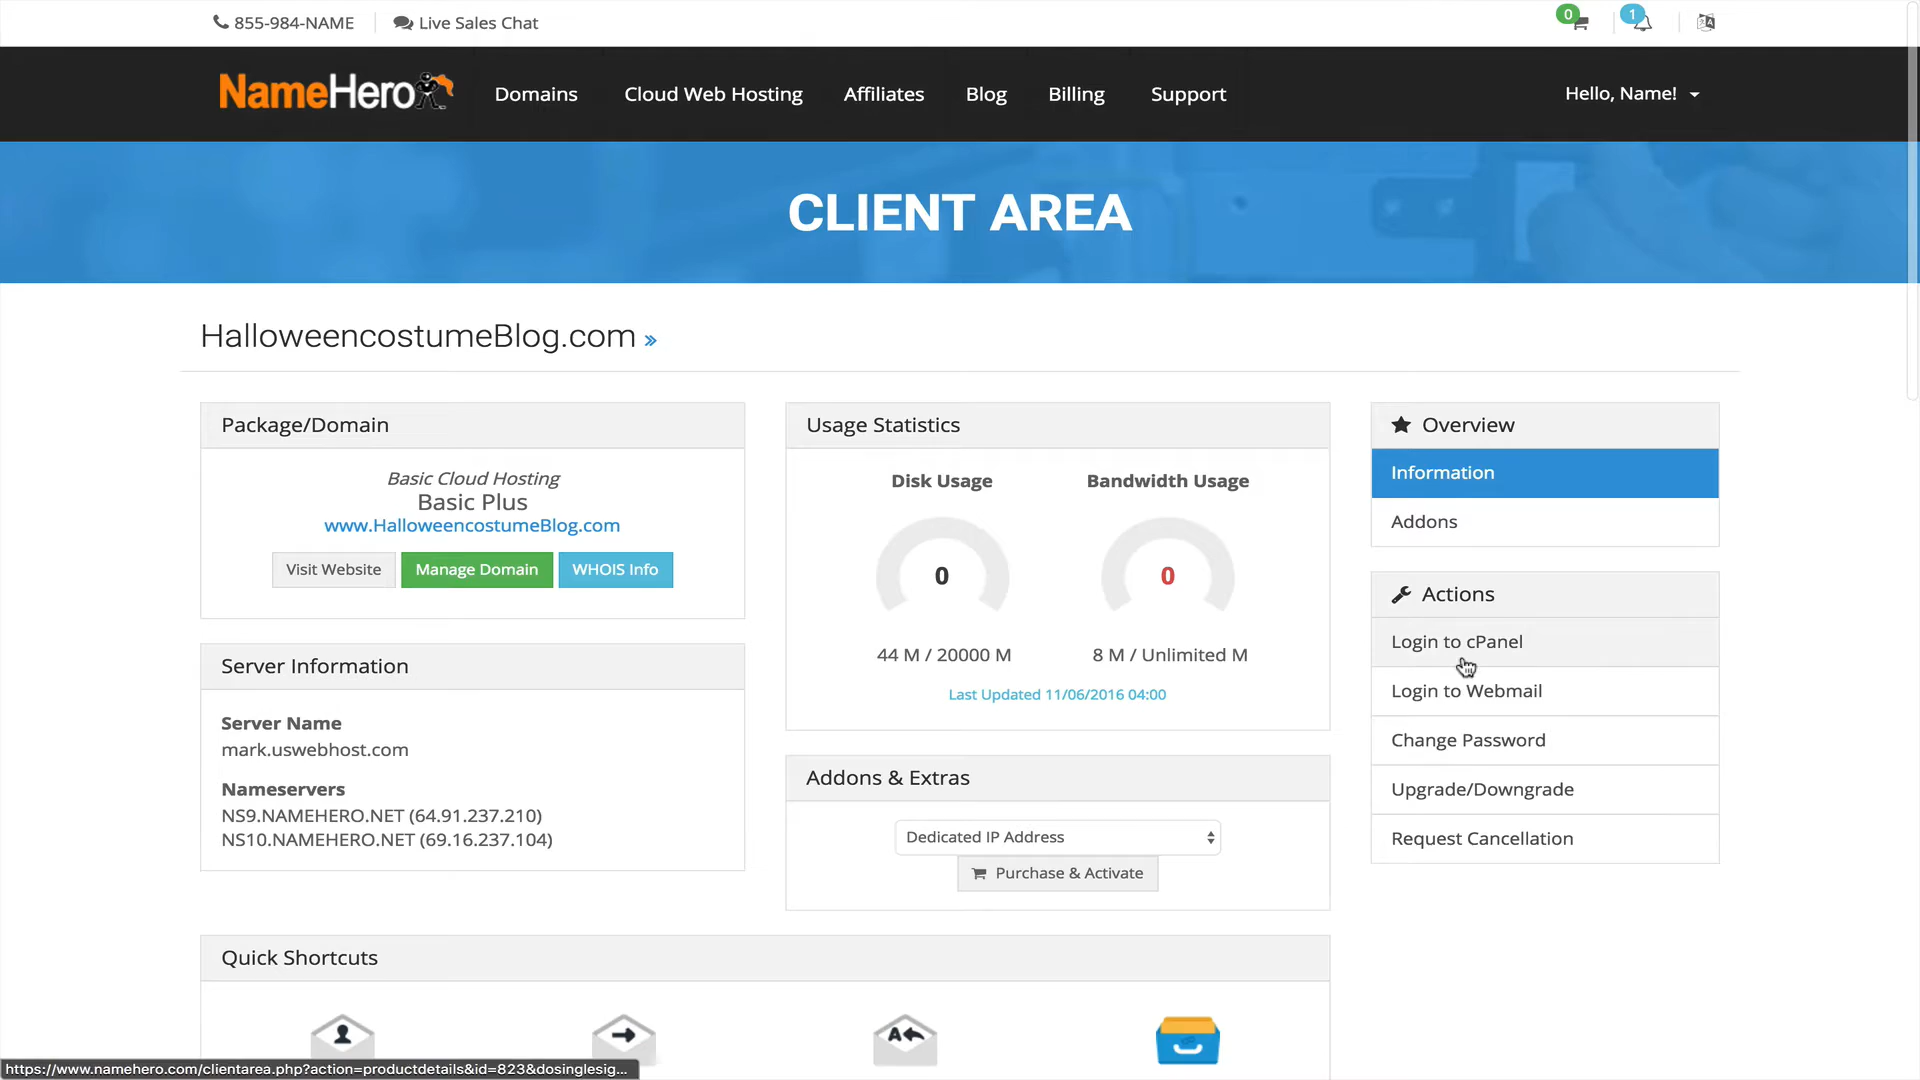 855-984-NAME
Live Sales Chat
0
1
NameHero
Domains
Cloud Web Hosting
Affiliates
Blog
Billing
Support
Hello, Name!
CLIENT AREA
HalloweencostumeBlog.com »
Package/Domain
Basic Cloud Hosting
Basic Plus
www.HalloweencostumeBlog.com
Visit Website
Manage Domain
WHOIS Info
Server Information
Server Name
mark.uswebhost.com
Nameservers
NS9.NAMEHERO.NET (64.91.237.210)
NS10.NAMEHERO.NET (69.16.237.104)
Usage Statistics
Disk Usage
Bandwidth Usage
0
0
44 M / 20000 M
8 M / Unlimited M
Last Updated 11/06/2016 04:00
Addons & Extras
Dedicated IP Address
Purchase & Activate
Overview
Information
Addons
Actions
Login to cPanel
Login to Webmail
Change Password
Upgrade/Downgrade
Request Cancellation
Quick Shortcuts
A
https://www.namehero.com/clientarea.php?action=productdetails&id=823&dosinglesig...